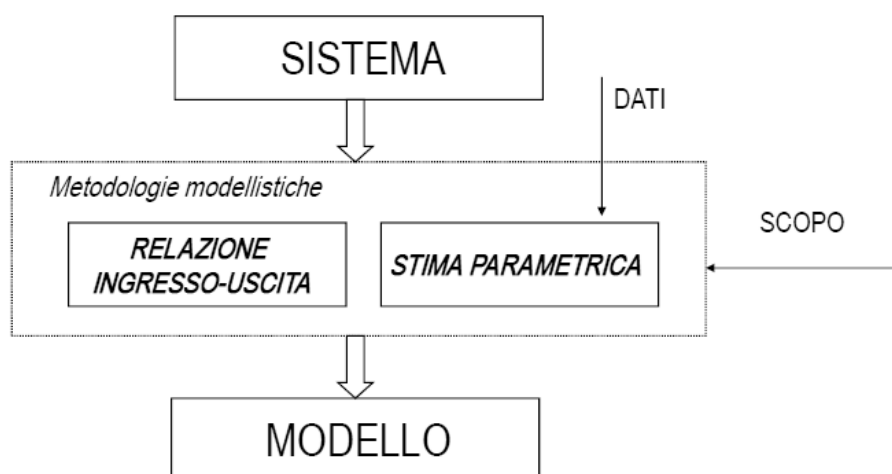 SISTEMA
DATI
Metodologie modellistiche
SCOPO
RELAZIONE
INGRESSO-USCITA
STIMA PARAMETRICA
MODELLO